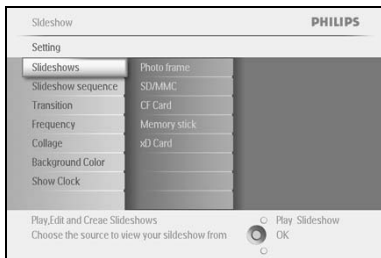 Slideshow PHILIPS
Setting
Slideshows Photo frame
Slideshow sequence SD/MMC
Transition CF Card
Frequency Memory stick
Collage xD Card
Background Color
Show Clock
Play,Edit and Creae Slideshows Play Slideshow
Choose the source to view your sildeshow from OK